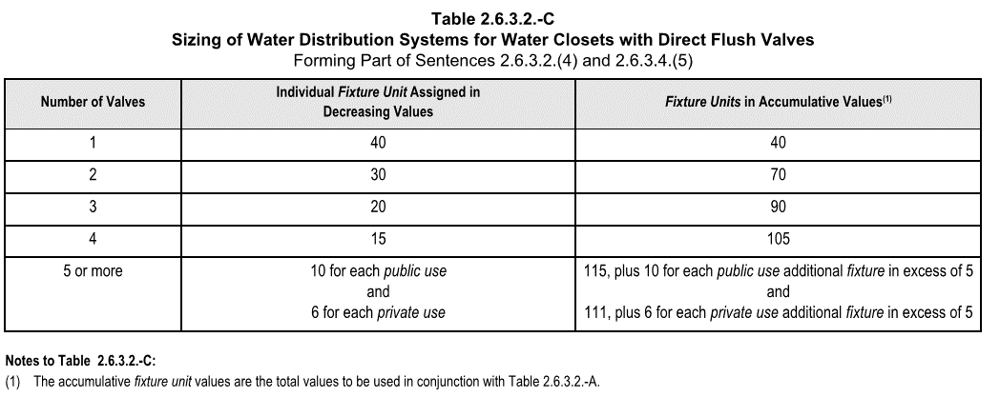 Table 2.6.3.2.-C
Sizing of Water Distribution Systems for Water Closets with Direct Flush Valves
Forming Part of Sentences 2.6.3.2.(4) and 2.6.3.4.(5)
Number of Valves
Individual Fixture Unit Assigned in
Decreasing Values
Fixture Units in Accumulative Values(1)
1
40
40
2
30
70
3
20
90
4
15
105
5 or more
10 for each public use
and
6 for each private use
115, plus 10 for each public use additional fixture in excess of 5
and
111, plus 6 for each private use additional fixture in excess of 5
Notes to Table 2.6.3.2.-C:
(1) The accumulative fixture unit values are the total values to be used in conjunction with Table 2.6.3.2.-A.